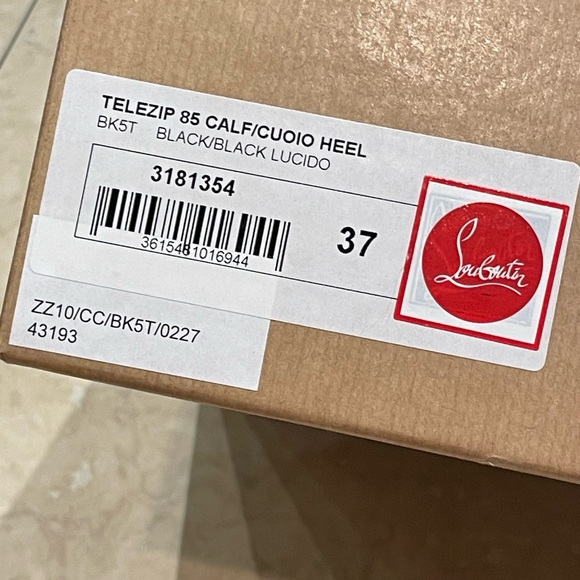 TELEZIP 85 CALF/CUOIO HEEL
BK5T BLACK/BLACK LUCIDO
3181354
3615481016944
37
Louboutin
ZZ10/CC/BK5T/0227
43193